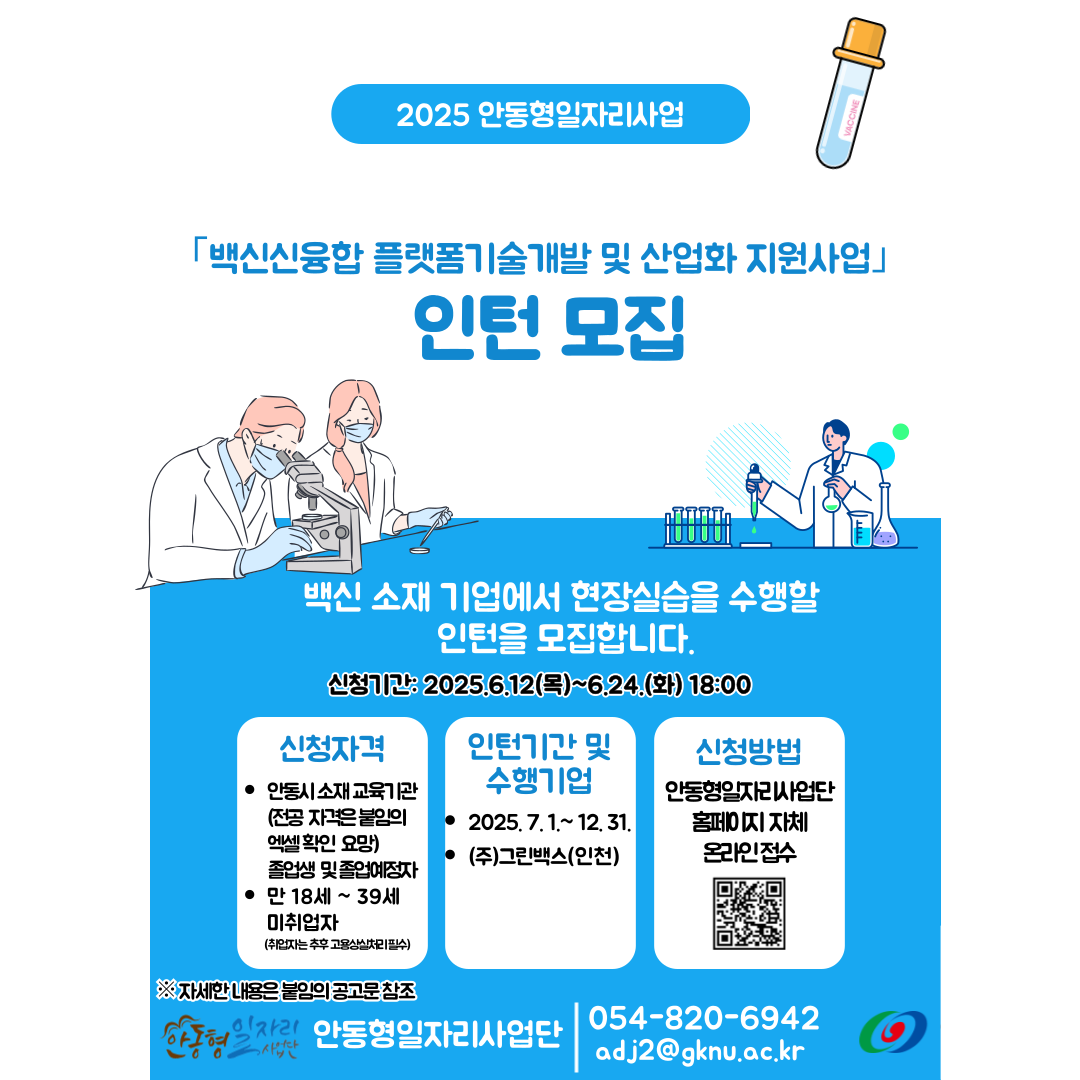 2025 안동형일자리사업
VACCINE
「백신신융합 플랫폼기술개발 및 산업화 지원사업」
인턴 모집
백신 소재 기업에서 현장실습을 수행할
인턴을 모집합니다.
신청기간: 2025.6.12(목)~6.24.(화) 18:00
신청자격
• 안동시 소재 교육기관
(전공 자격은 붙임의
엑셀 확인 요망)
졸업생 및 졸업예정자
• 만 18세 ~ 39세
미취업자
(취업자는 추후 고용상실처리 필수)
인턴기간 및
수행기업
• 2025. 7. 1.~ 12. 31.
• (주)그린백스(인천)
신청방법
안동형일자리사업단
홈페이지 자체
온라인 접수
※ 자세한 내용은 붙임의 공고문 참조
안동형 일자리
사업단
안동형일자리사업단
054-820-6942
adj2@gknu.ac.kr